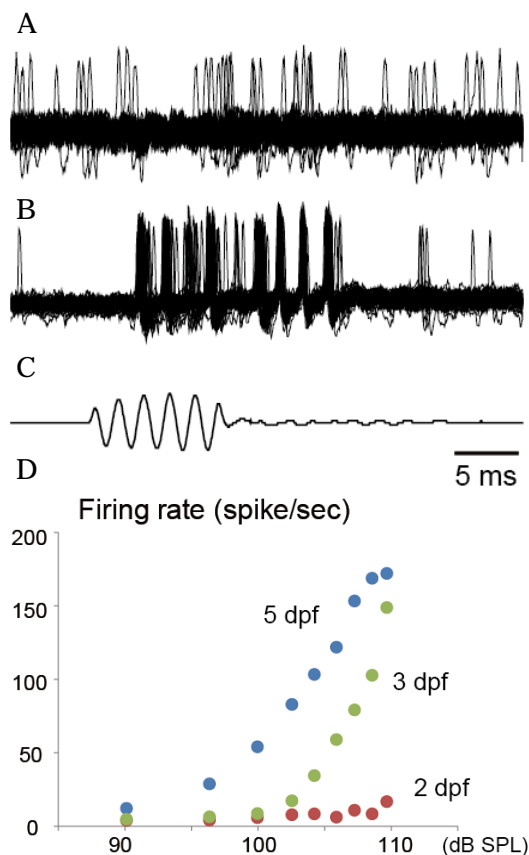 A
B
C
5 ms
D
Firing rate (spike/sec)
200
150
100
50
0
5 dpf
3 dpf
2 dpf
90
100
110
(dB SPL)